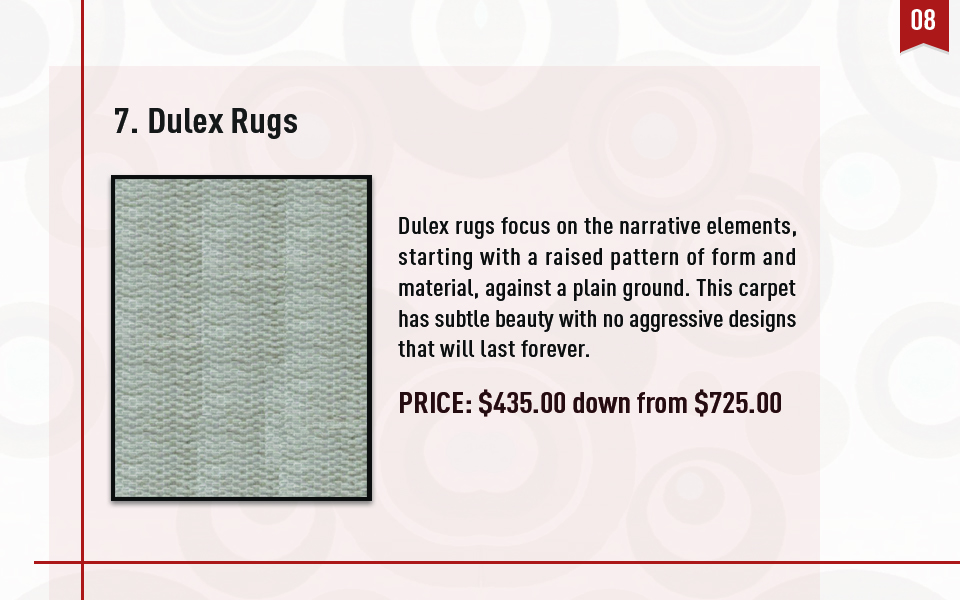 08
7. Dulex Rugs
Dulex rugs focus on the narrative elements,
starting with a raised pattern of form and
material, against a plain ground. This carpet
has subtle beauty with no aggressive designs
that will last forever.
PRICE: $435.00 down from $725.00